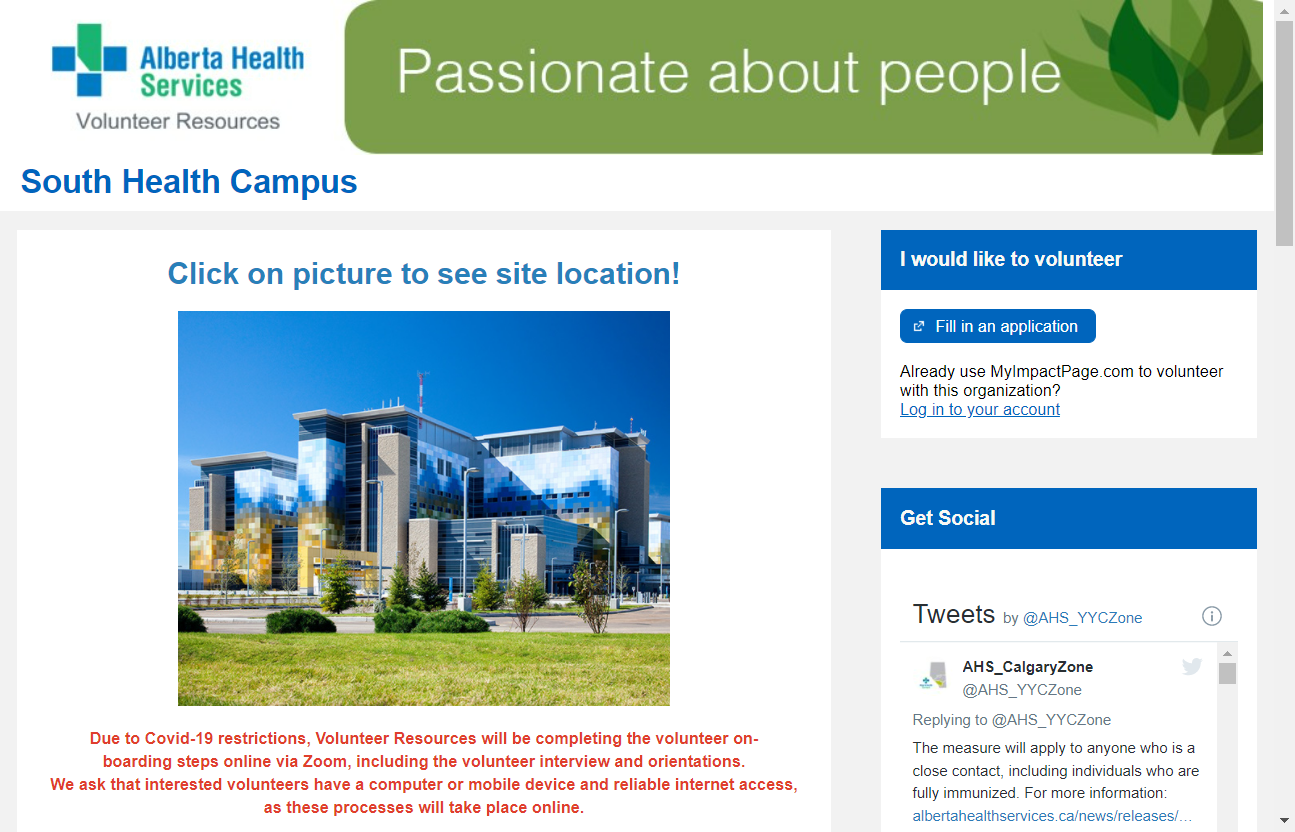 Alberta Health
Services
Volunteer Resources
Passionate about people
South Health Campus
Click on picture to see site location!
Due to Covid-19 restrictions, Volunteer Resources will be completing the volunteer on-
boarding steps online via Zoom, including the volunteer interview and orientations.
We ask that interested volunteers have a computer or mobile device and reliable internet access,
as these processes will take place online.
I would like to volunteer
Fill in an application
Already use MyImpactPage.com to volunteer
with this organization?
Log in to your account
Get Social
Tweets by @AHS_YYCZone
AHS_CalgaryZone
@AHS_YYCZone
Replying to @AHS_YYCZone
The measure will apply to anyone who is a
close contact, including individuals who are
fully immunized. For more information:
albertahealthservices.ca/news/releases/…